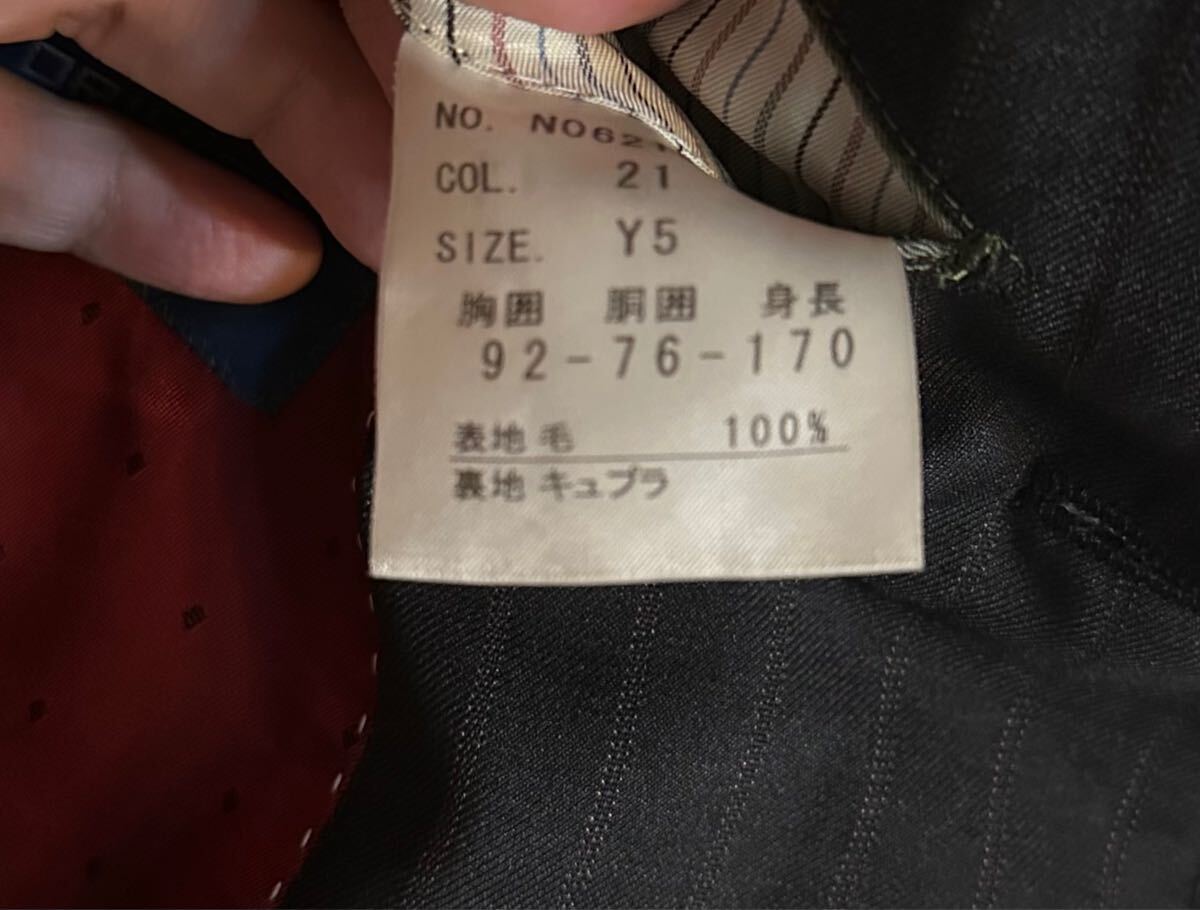 NO. N062
COL. 21
SIZE. Y5
胸囲 胴囲 身長
92-76-170
表地 毛 100%
裏地 キュプラ